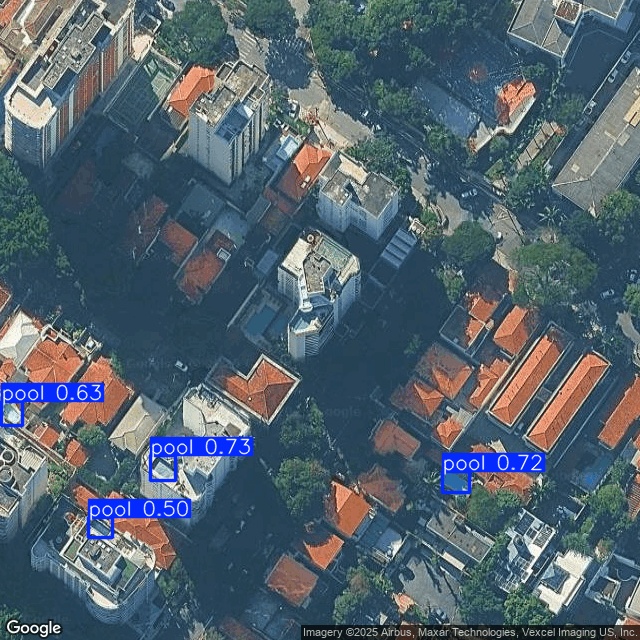 pool 0.63
pool 0.73
pool 0.72
pool 0.50
Google
Imagery ©2025 Airbus, Maxar Technologies, Vexcel Imaging US, Inc.